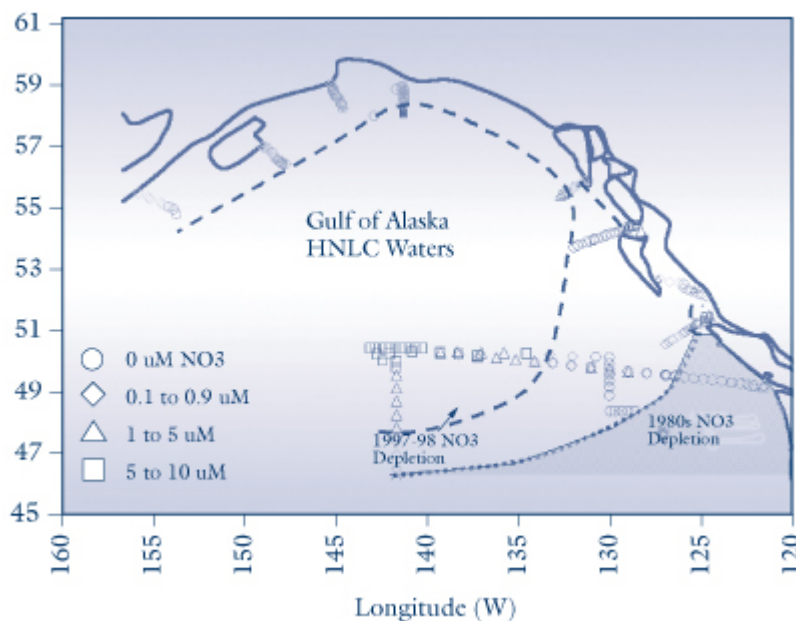 61
59
57
55
53
51
49
47
45
Gulf of Alaska
HNLC Waters
0 uM NO3
0.1 to 0.9 uM
1 to 5 uM
5 to 10 uM
1997-98 NO3
Depletion
1980s NO3
Depletion
160
155
150
145
140
135
130
125
120
Longitude (W)